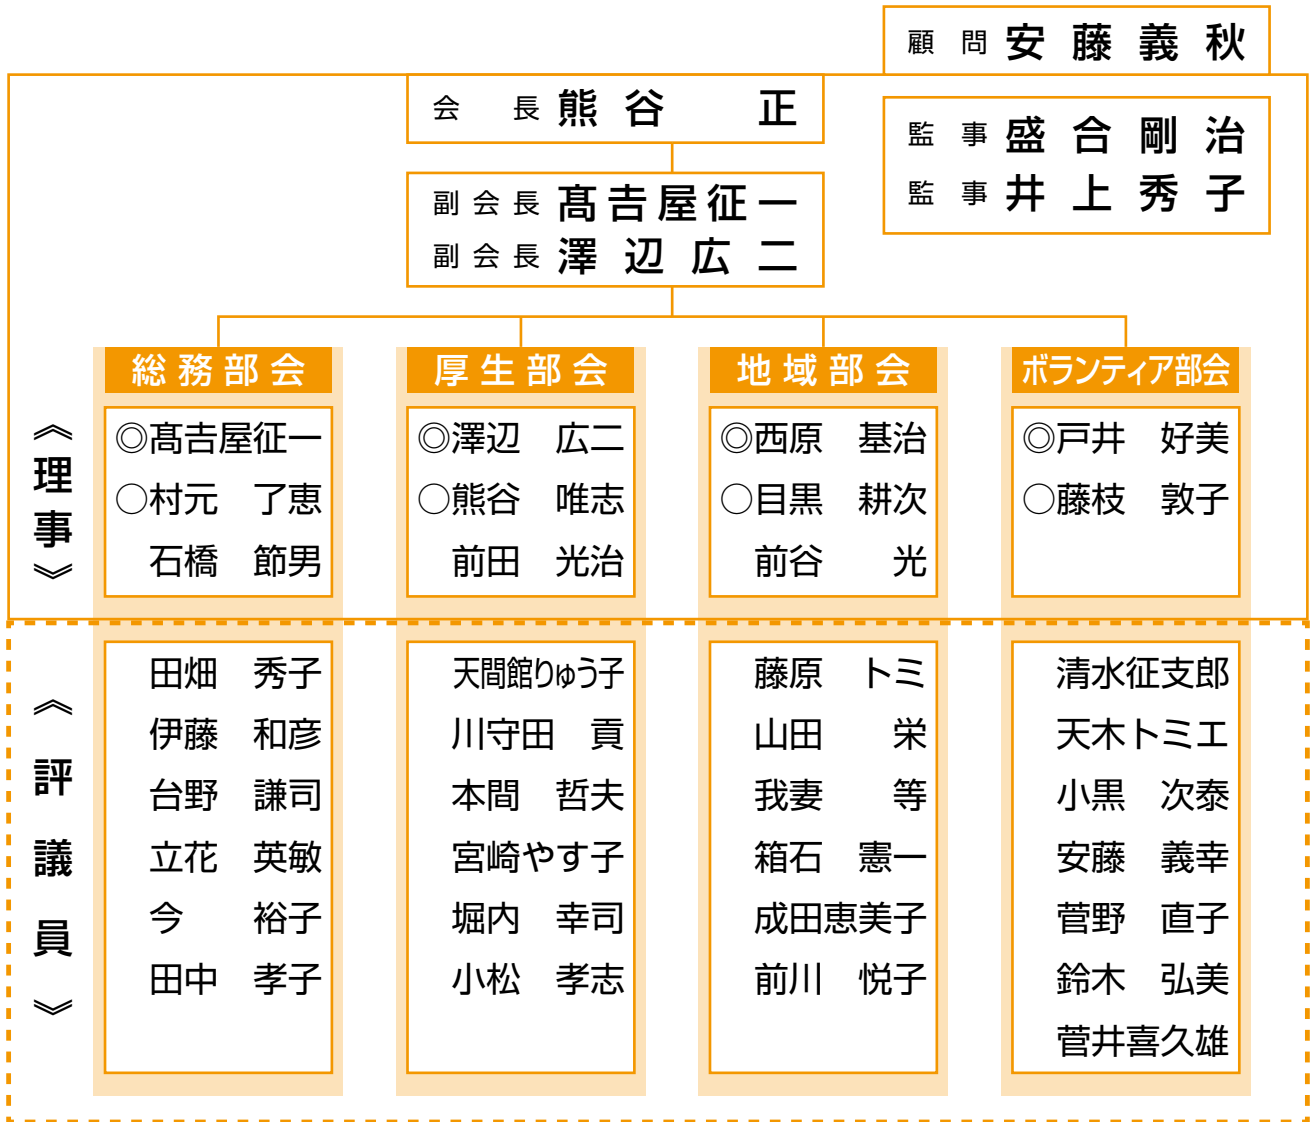 顧問 安藤義秋
会長 熊谷 正
監事 盛合剛治
監事 井上秀子
副会長 髙𠮷屋征一
副会長 澤辺広二
《理事》
総務部会
◎髙𠮷屋征一
○村元 了恵
石橋 節男
厚生部会
◎澤辺 広二
○熊谷 唯志
前田 光治
地域部会
◎西原 基治
○目黒 耕次
前谷 光
ボランティア部会
◎戸井 好美
○藤枝 敦子
《評議員》
田畑 秀子
伊藤 和彦
台野 謙司
立花 英敏
今 裕子
田中 孝子
天間館りゅう子
川守田 貢
本間 哲夫
宮崎やす子
堀内 幸司
小松 孝志
藤原 トミ
山田 栄
我妻 等
箱石 憲一
成田恵美子
前川 悦子
清水征支郎
天木トミエ
小黒 次泰
安藤 義幸
菅野 直子
鈴木 弘美
菅井喜久雄